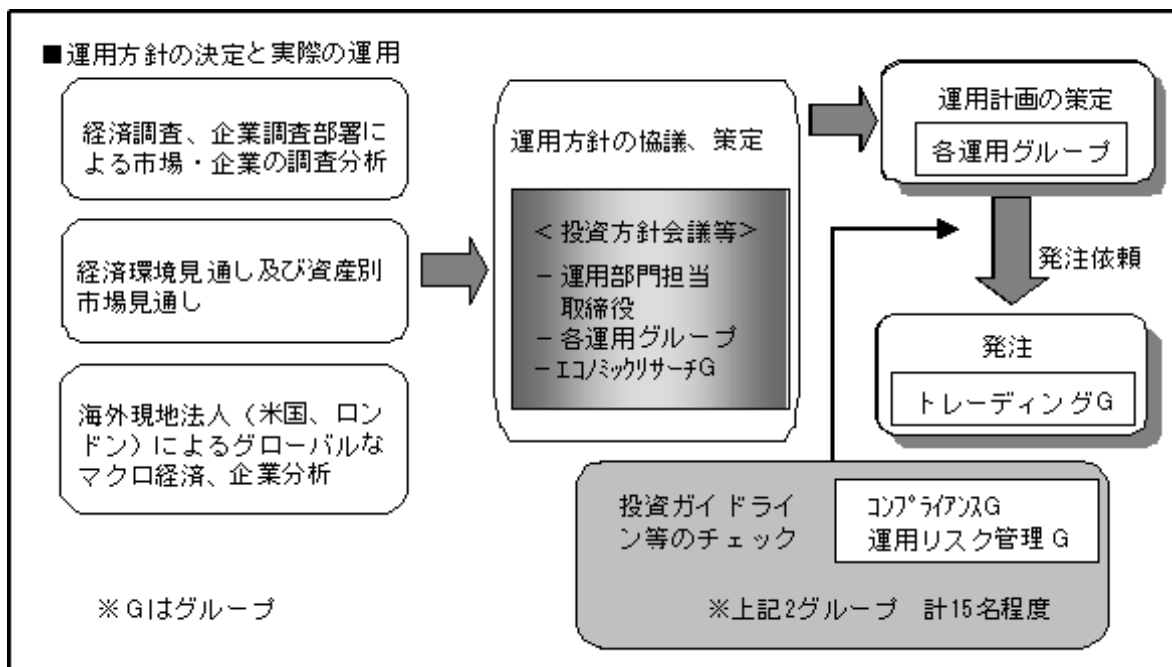 ■運用方針の決定と実際の運用
経済調査、企業調査部署に
よる市場・企業の調査分析
経済環境見通し及び資産別
市場見通し
海外現地法人（米国、ロン
ドン）によるグローバルな
マクロ経済、企業分析
運用方針の協議、策定
＜投資方針会議等＞
－運用部門担当
取締役
－各運用グループ
－ｴｺﾉﾐｯｸﾘｻｰﾁG
運用計画の策定
各運用グループ
発注依頼
発注
トレーディングG
投資ガイドライ
ン等のチェック
ｺﾝﾌﾟﾗｲｱﾝｽG
運用リスク管理G
※上記2グループ 計15名程度
※Gはグループ